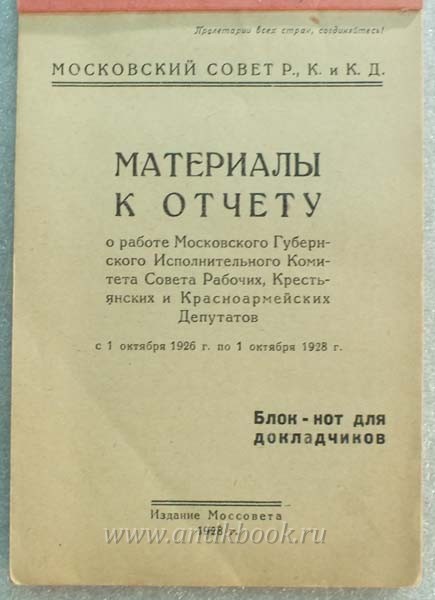 Пролетарии всех стран, соединяйтесь!
МОСКОВСКИЙ СОВЕТ Р., К. и К. Д.
МАТЕРИАЛЫ
К ОТЧЕТУ
о работе Московского Губерн-
ского Исполнительного Коми-
тета Совета Рабочих, Кресть-
янских и Красноармейских
Депутатов
с 1 октября 1926 г. по 1 октября 1928 г.
Блок-нот для
докладчиков
Издание Моссовета
1928 г.
www.antikbook.ru